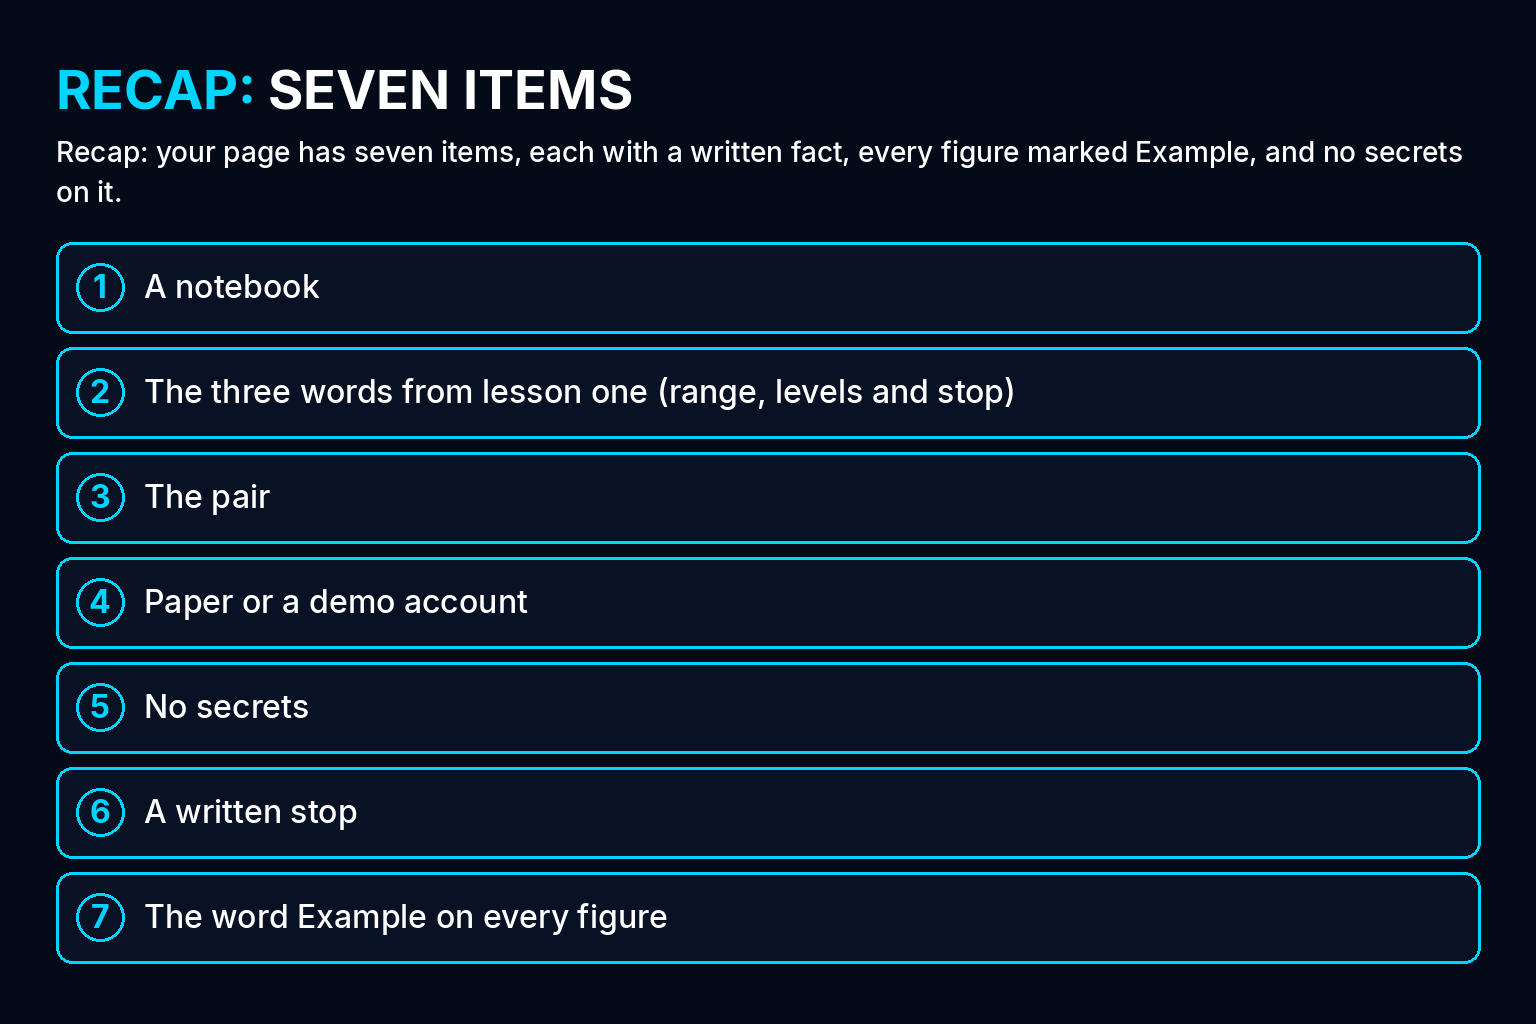 RECAP: SEVEN ITEMS
Recap: your page has seven items, each with a written fact, every figure marked Example, and no secrets
on it.
1 A notebook
2 The three words from lesson one (range, levels and stop)
3 The pair
4 Paper or a demo account
5 No secrets
6 A written stop
7 The word Example on every figure